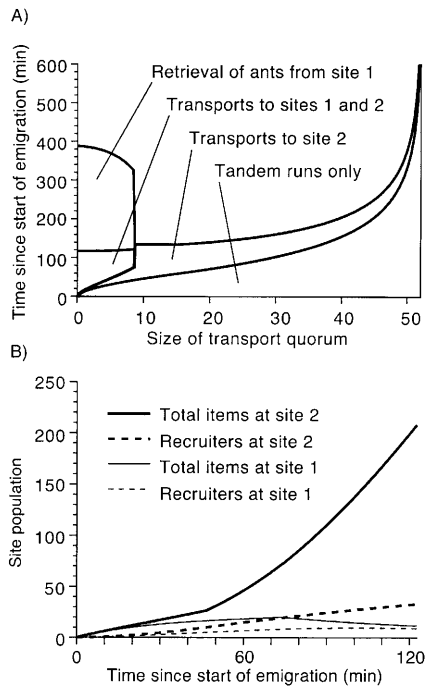 A)
Time since start of emigration (min)
600
500
400
300
200
100
0
Retrieval of ants from site 1
Transports to sites 1 and 2
Transports to site 2
Tandem runs only
0 10 20 30 40 50
Size of transport quorum
B)
Site population
250
200
150
100
50
0
Total items at site 2
Recruiters at site 2
Total items at site 1
Recruiters at site 1
0 60 120
Time since start of emigration (min)